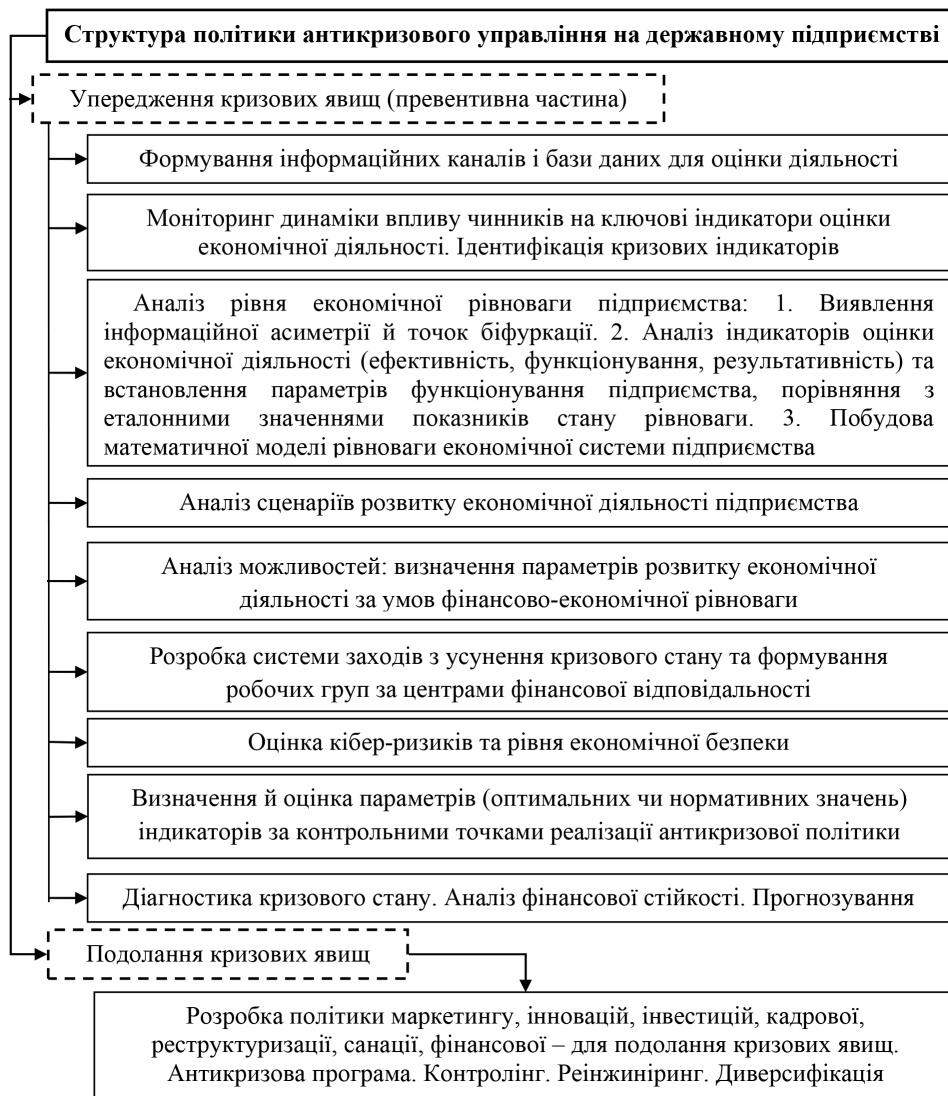 Структура політики антикризового управління на державному підприємстві
Упередження кризових явищ (превентивна частина)
Формування інформаційних каналів і бази даних для оцінки діяльності
Моніторинг динаміки впливу чинників на ключові індикатори оцінки
економічної діяльності. Ідентифікація кризових індикаторів
Аналіз рівня економічної рівноваги підприємства: 1. Виявлення
інформаційної асиметрії й точок біфуркації. 2. Аналіз індикаторів оцінки
економічної діяльності (ефективність, функціонування, результативність) та
встановлення параметрів функціонування підприємства, порівняння з
еталонними значеннями показників стану рівноваги. 3. Побудова
математичної моделі рівноваги економічної системи підприємства
Аналіз сценаріїв розвитку економічної діяльності підприємства
Аналіз можливостей: визначення параметрів розвитку економічної
діяльності за умов фінансово-економічної рівноваги
Розробка системи заходів з усунення кризового стану та формування
робочих груп за центрами фінансової відповідальності
Оцінка кібер-ризиків та рівня економічної безпеки
Визначення й оцінка параметрів (оптимальних чи нормативних значень)
індикаторів за контрольними точками реалізації антикризової політики
Діагностика кризового стану. Аналіз фінансової стійкості. Прогнозування
Подолання кризових явищ
Розробка політики маркетингу, інновацій, інвестицій, кадрової,
реструктуризації, санації, фінансової – для подолання кризових явищ.
Антикризова програма. Контролінг. Реінжиніринг. Диверсифікація